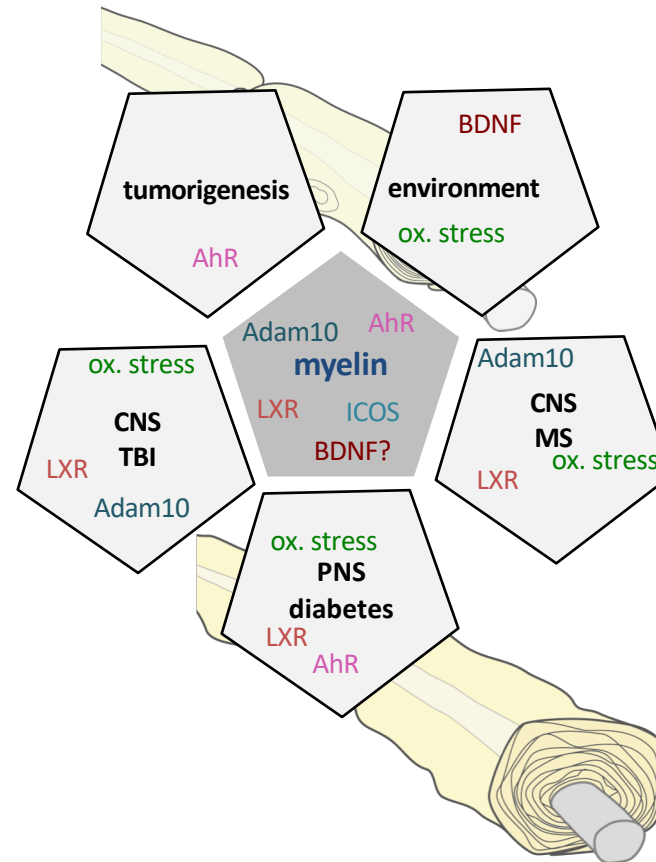 tumorigenesis
AhR
BDNF
environment
ox. stress
Adam10
AhR
myelin
LXR
ICOS
BDNF?
ox. stress
CNS
TBI
LXR
Adam10
Adam10
CNS
MS
ox. stress
LXR
ox. stress
PNS
diabetes
LXR
AhR